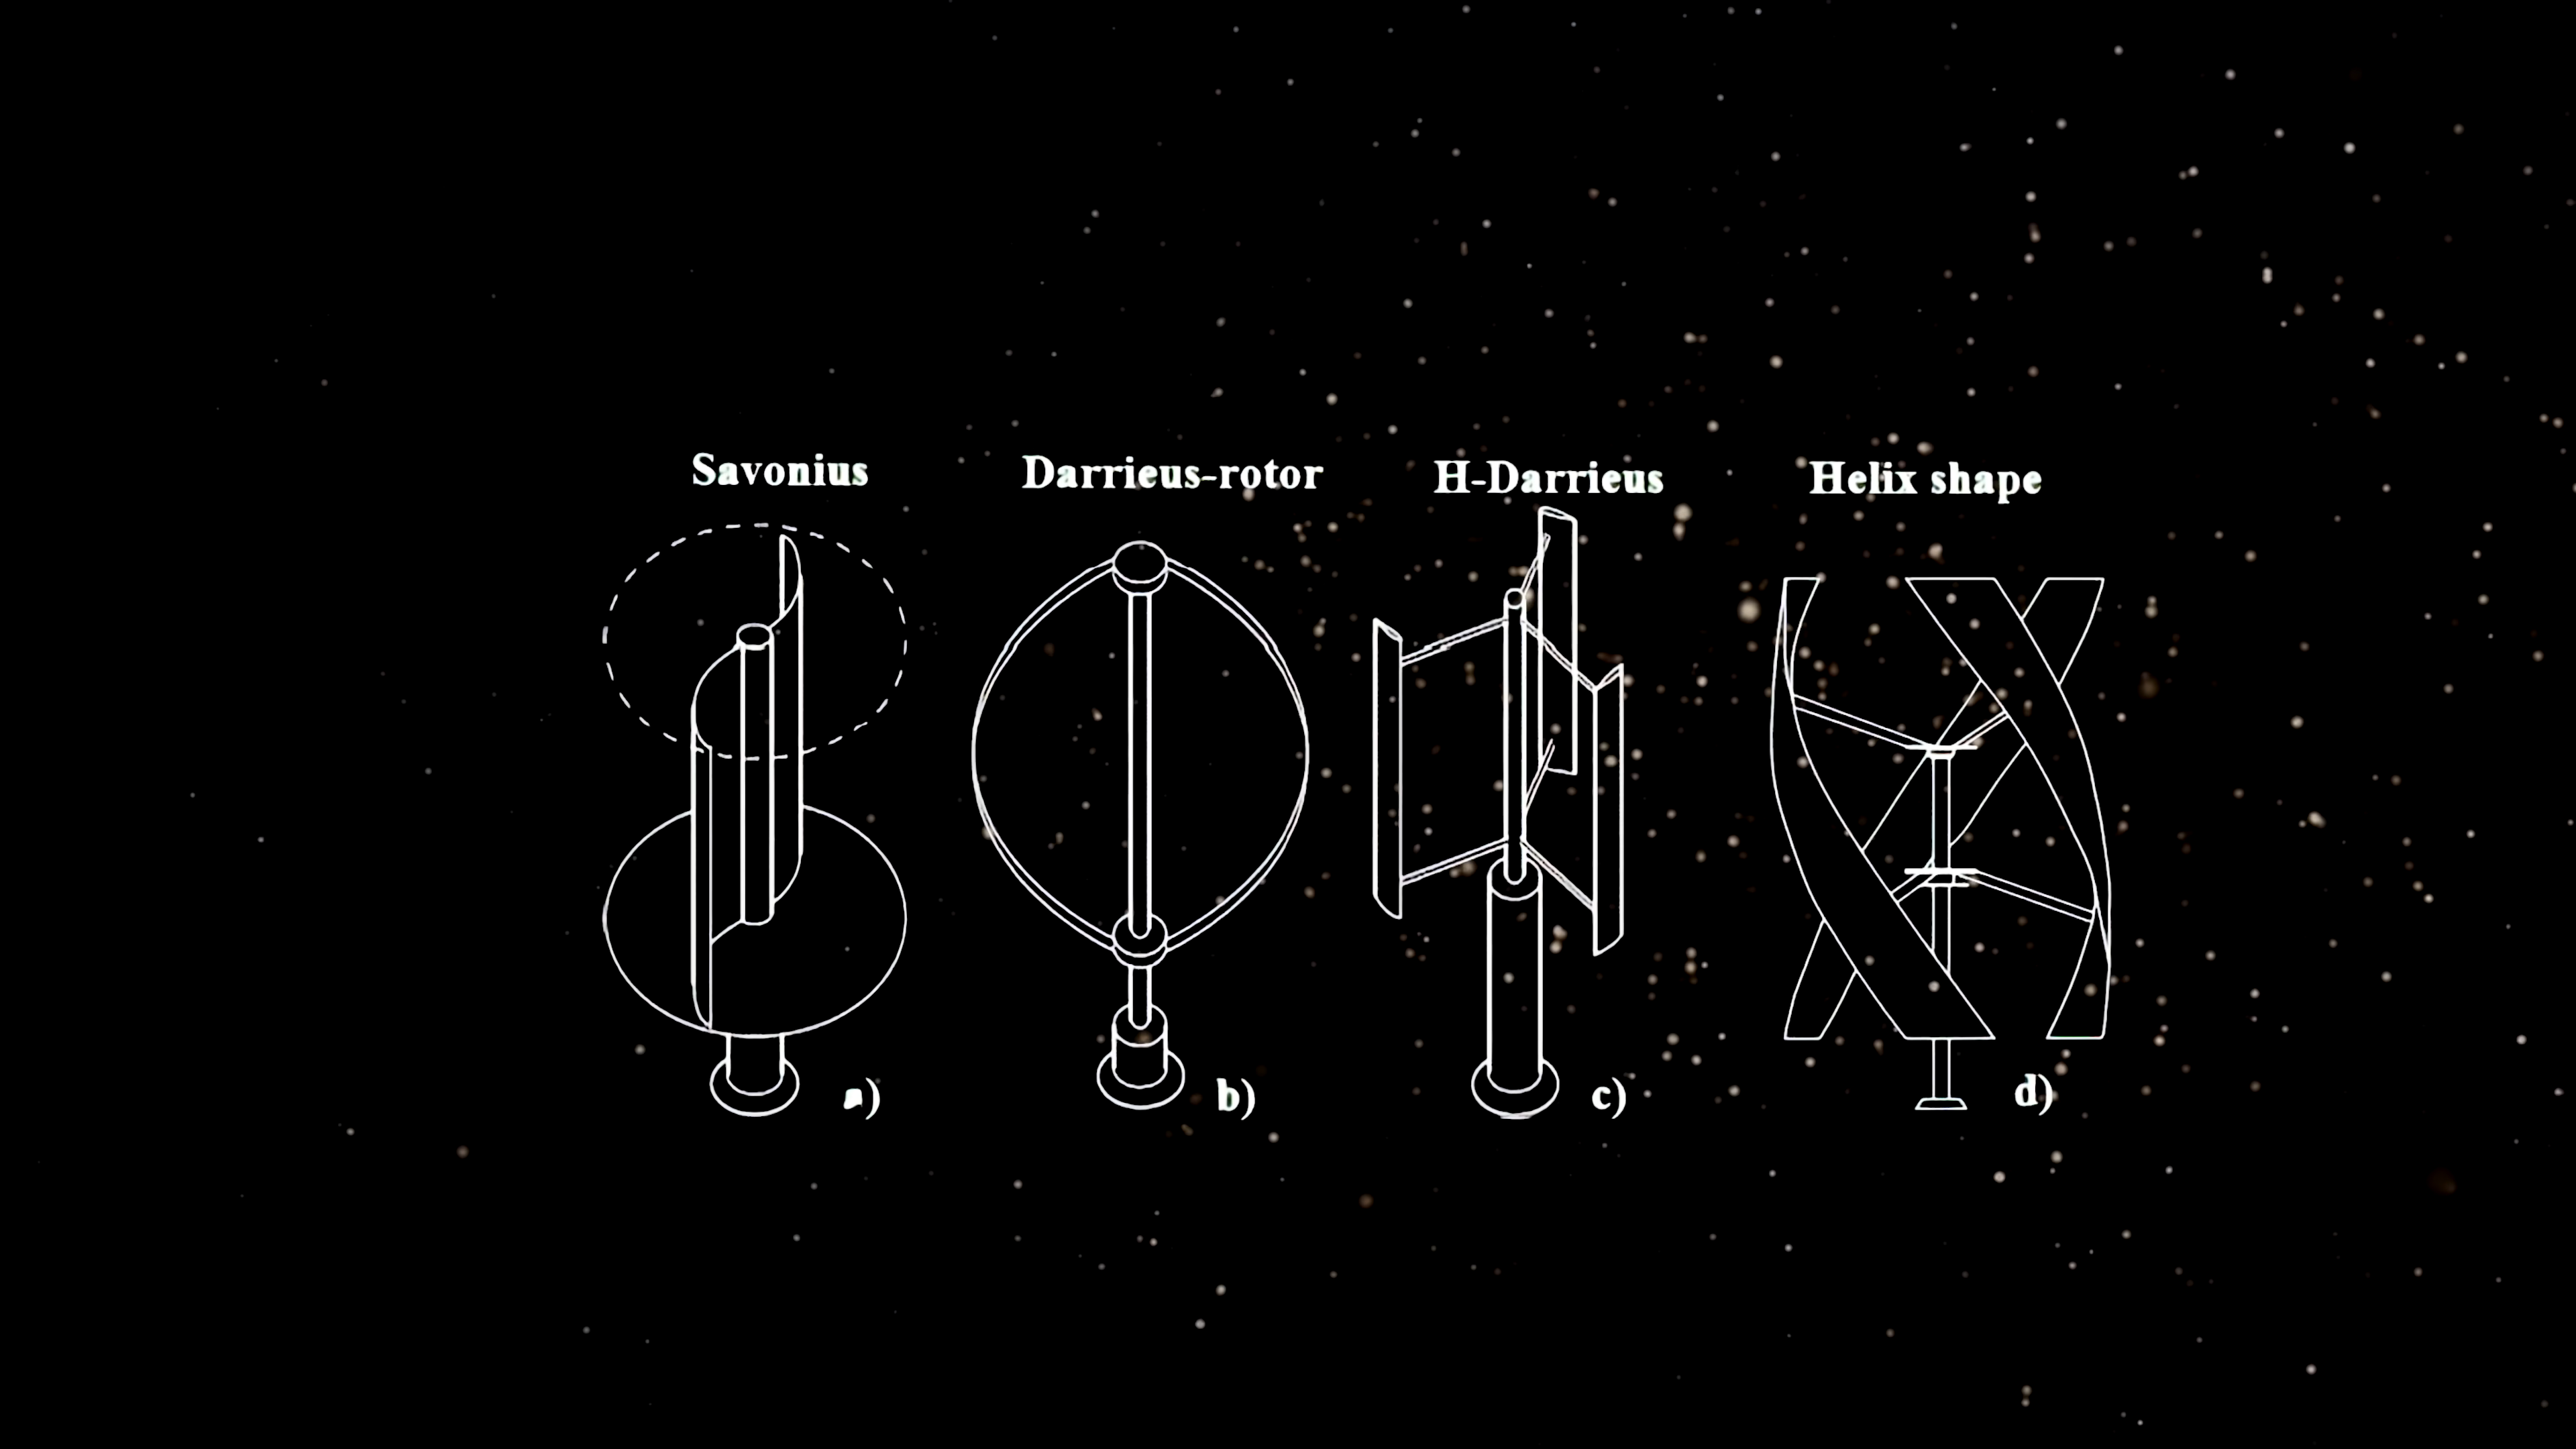 Savonius
Darrieus-rotor
H-Darrieus
Helix shape
a)
b)
c)
d)